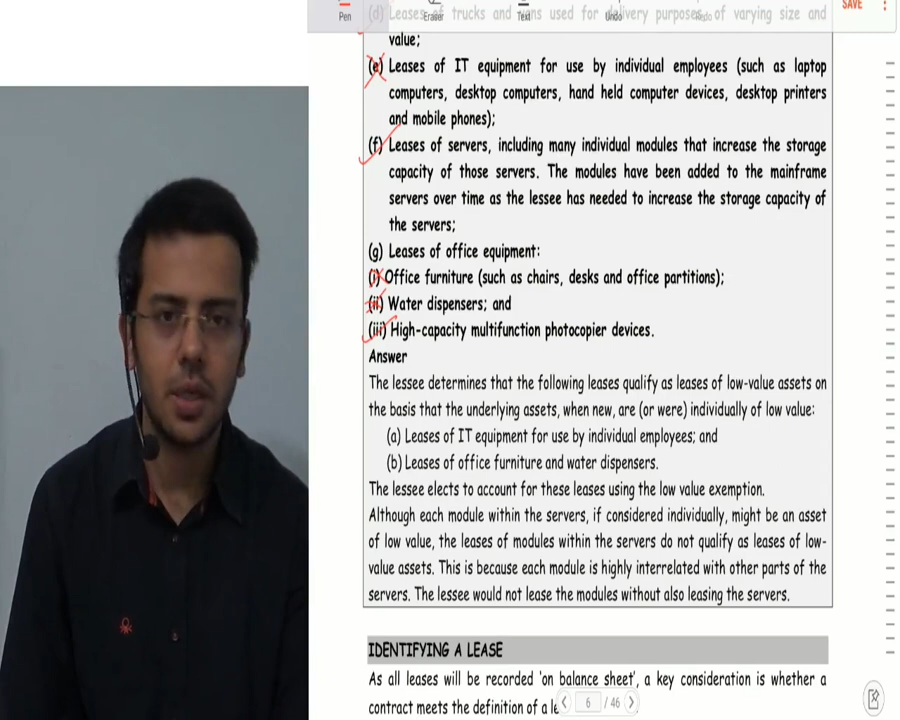 Pen Eraser Text Undo Redo SAVE
(d) Leases of trucks and vans used for delivery purposes of varying size and
value;
(e) Leases of IT equipment for use by individual employees (such as laptop
computers, desktop computers, hand held computer devices, desktop printers
and mobile phones);
(f) Leases of servers, including many individual modules that increase the storage
capacity of those servers. The modules have been added to the mainframe
servers over time as the lessee has needed to increase the storage capacity of
the servers;
(g) Leases of office equipment:
(i) Office furniture (such as chairs, desks and office partitions);
(ii) Water dispensers; and
(iii) High-capacity multifunction photocopier devices.
Answer
The lessee determines that the following leases qualify as leases of low-value assets on
the basis that the underlying assets, when new, are (or were) individually of low value:
(a) Leases of IT equipment for use by individual employees; and
(b) Leases of office furniture and water dispensers.
The lessee elects to account for these leases using the low value exemption.
Although each module within the servers, if considered individually, might be an asset
of low value, the leases of modules within the servers do not qualify as leases of low-
value assets. This is because each module is highly interrelated with other parts of the
servers. The lessee would not lease the modules without also leasing the servers.
IDENTIFYING A LEASE
As all leases will be recorded 'on balance sheet', a key consideration is whether a
contract meets the definition of a le
6 / 46